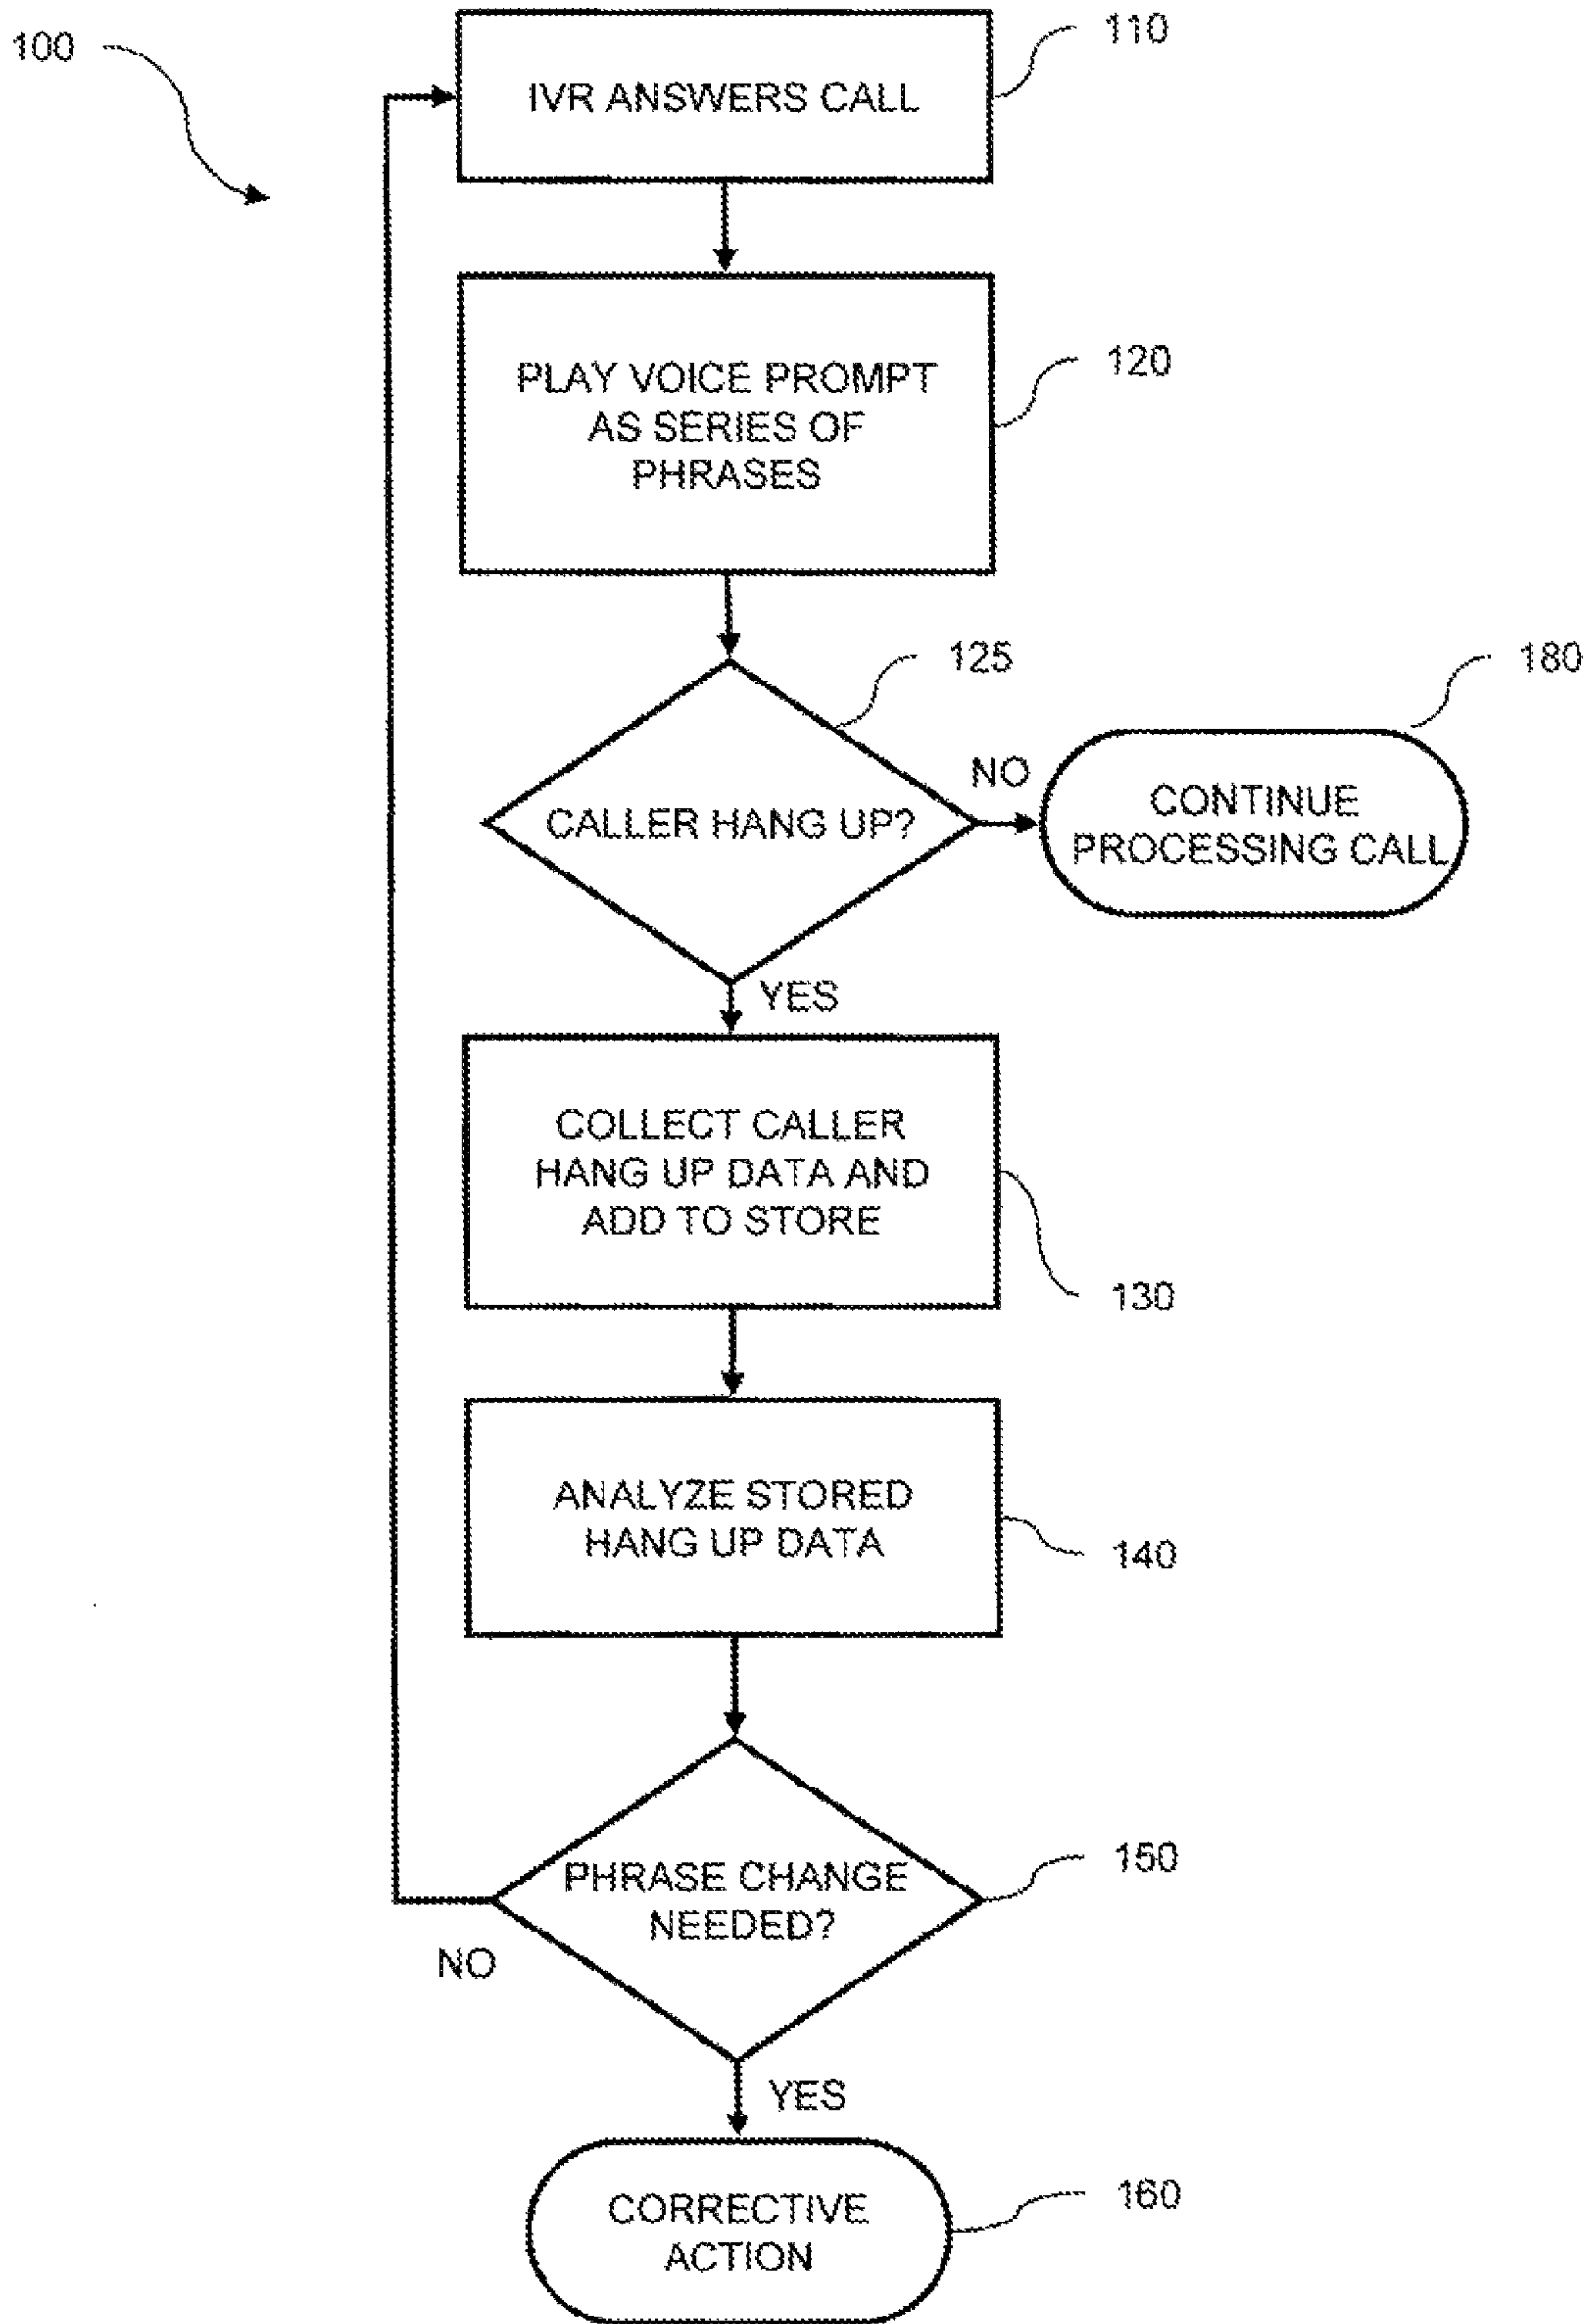 100
110
IVR ANSWERS CALL
120
PLAY VOICE PROMPT
AS SERIES OF
PHRASES
125
180
NO
CALLER HANG UP?
CONTINUE
PROCESSING CALL
YES
COLLECT CALLER
HANG UP DATA AND
ADD TO STORE
130
ANALYZE STORED
HANG UP DATA
140
150
PHRASE CHANGE
NEEDED?
NO
YES
160
CORRECTIVE
ACTION